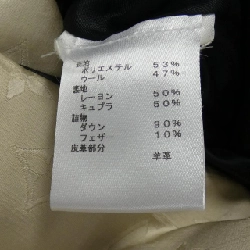 表地
ポリエステル 53%
ウール 47%
裏地
レーヨン 50%
キュプラ 50%
詰物
ダウン 90%
フェザ 10%
皮革部分 羊革